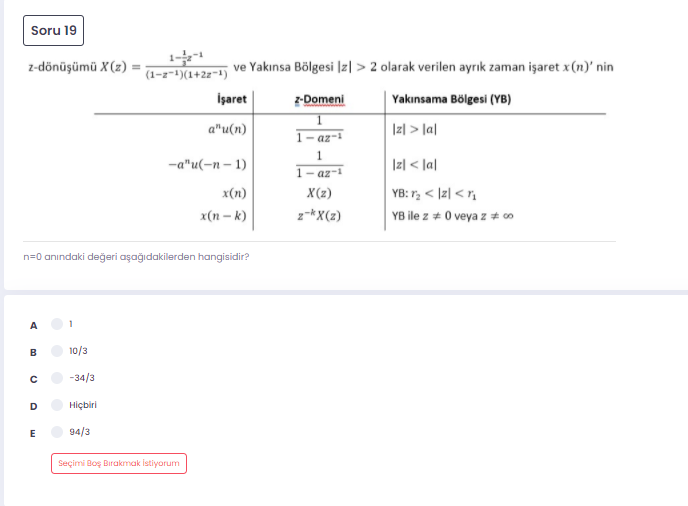 Soru 19
z-dönüşümü X(z) = \frac{1-\frac{1}{3}z^{-1}}{(1-z^{-1})(1+2z^{-1})} ve Yakınsa Bölgesi |z| > 2 olarak verilen ayrık zaman işaret x(n)' nin
İşaret z-Domeni Yakınsama Bölgesi (YB)
a^n u(n) \frac{1}{1-az^{-1}} |z| > |a|
-a^n u(-n-1) \frac{1}{1-az^{-1}} |z| < |a|
x(n) X(z) YB: r_2 < |z| < r_1
x(n-k) z^{-k}X(z) YB ile z ≠ 0 veya z ≠ ∞
n=0 anındaki değeri aşağıdakilerden hangisidir?
A 1
B 10/3
C -34/3
D Hiçbiri
E 94/3
Seçimi Boş Bırakmak İstiyorum